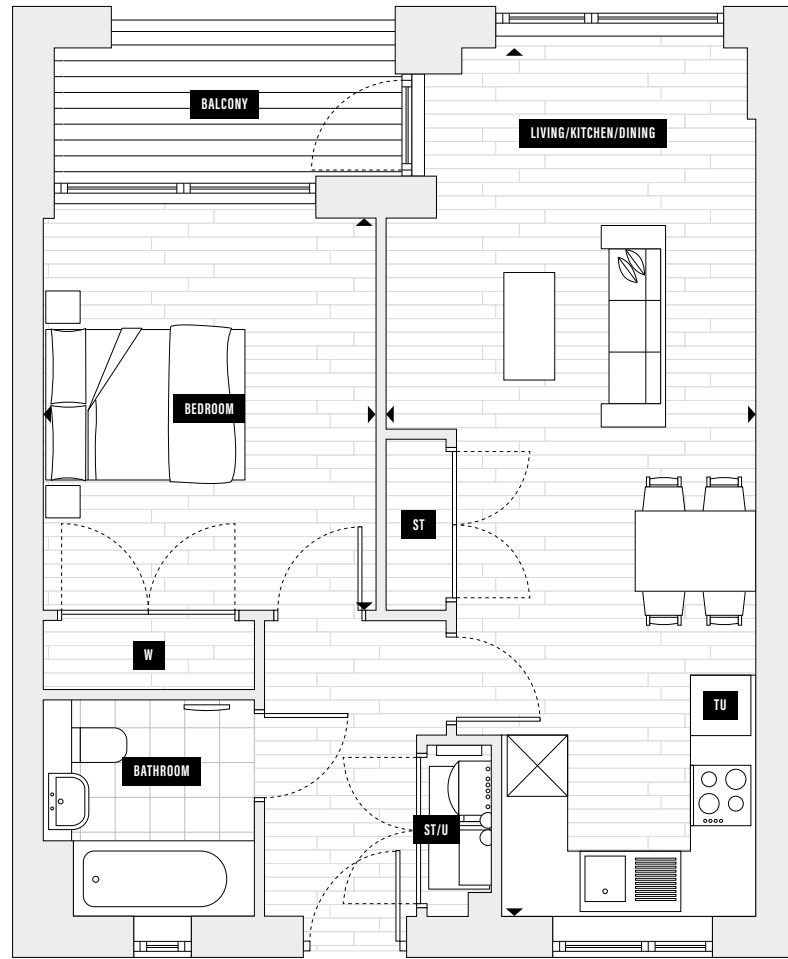 BALCONY
LIVING/KITCHEN/DINING
BEDROOM
ST
W
TU
BATHROOM
ST/U